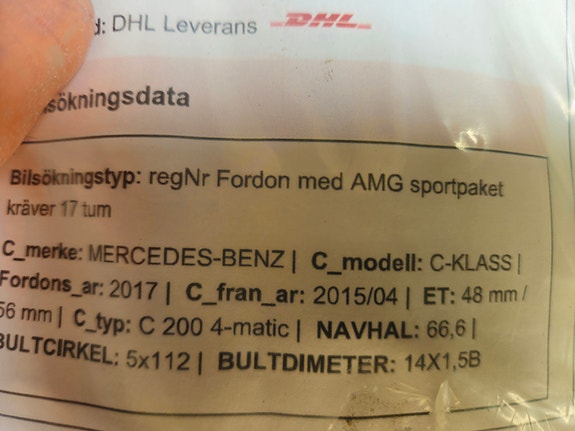 d: DHL Leverans DHL
sökningsdata
Bilsökningstyp: regNr Fordon med AMG sportpaket
kräver 17 tum
C_merke: MERCEDES-BENZ | C_modell: C-KLASS |
Fordons_ar: 2017 | C_fran_ar: 2015/04 | ET: 48 mm /
56 mm | C_typ: C 200 4-matic | NAVHAL: 66,6 |
BULTCIRKEL: 5x112 | BULTDIMETER: 14X1,5B